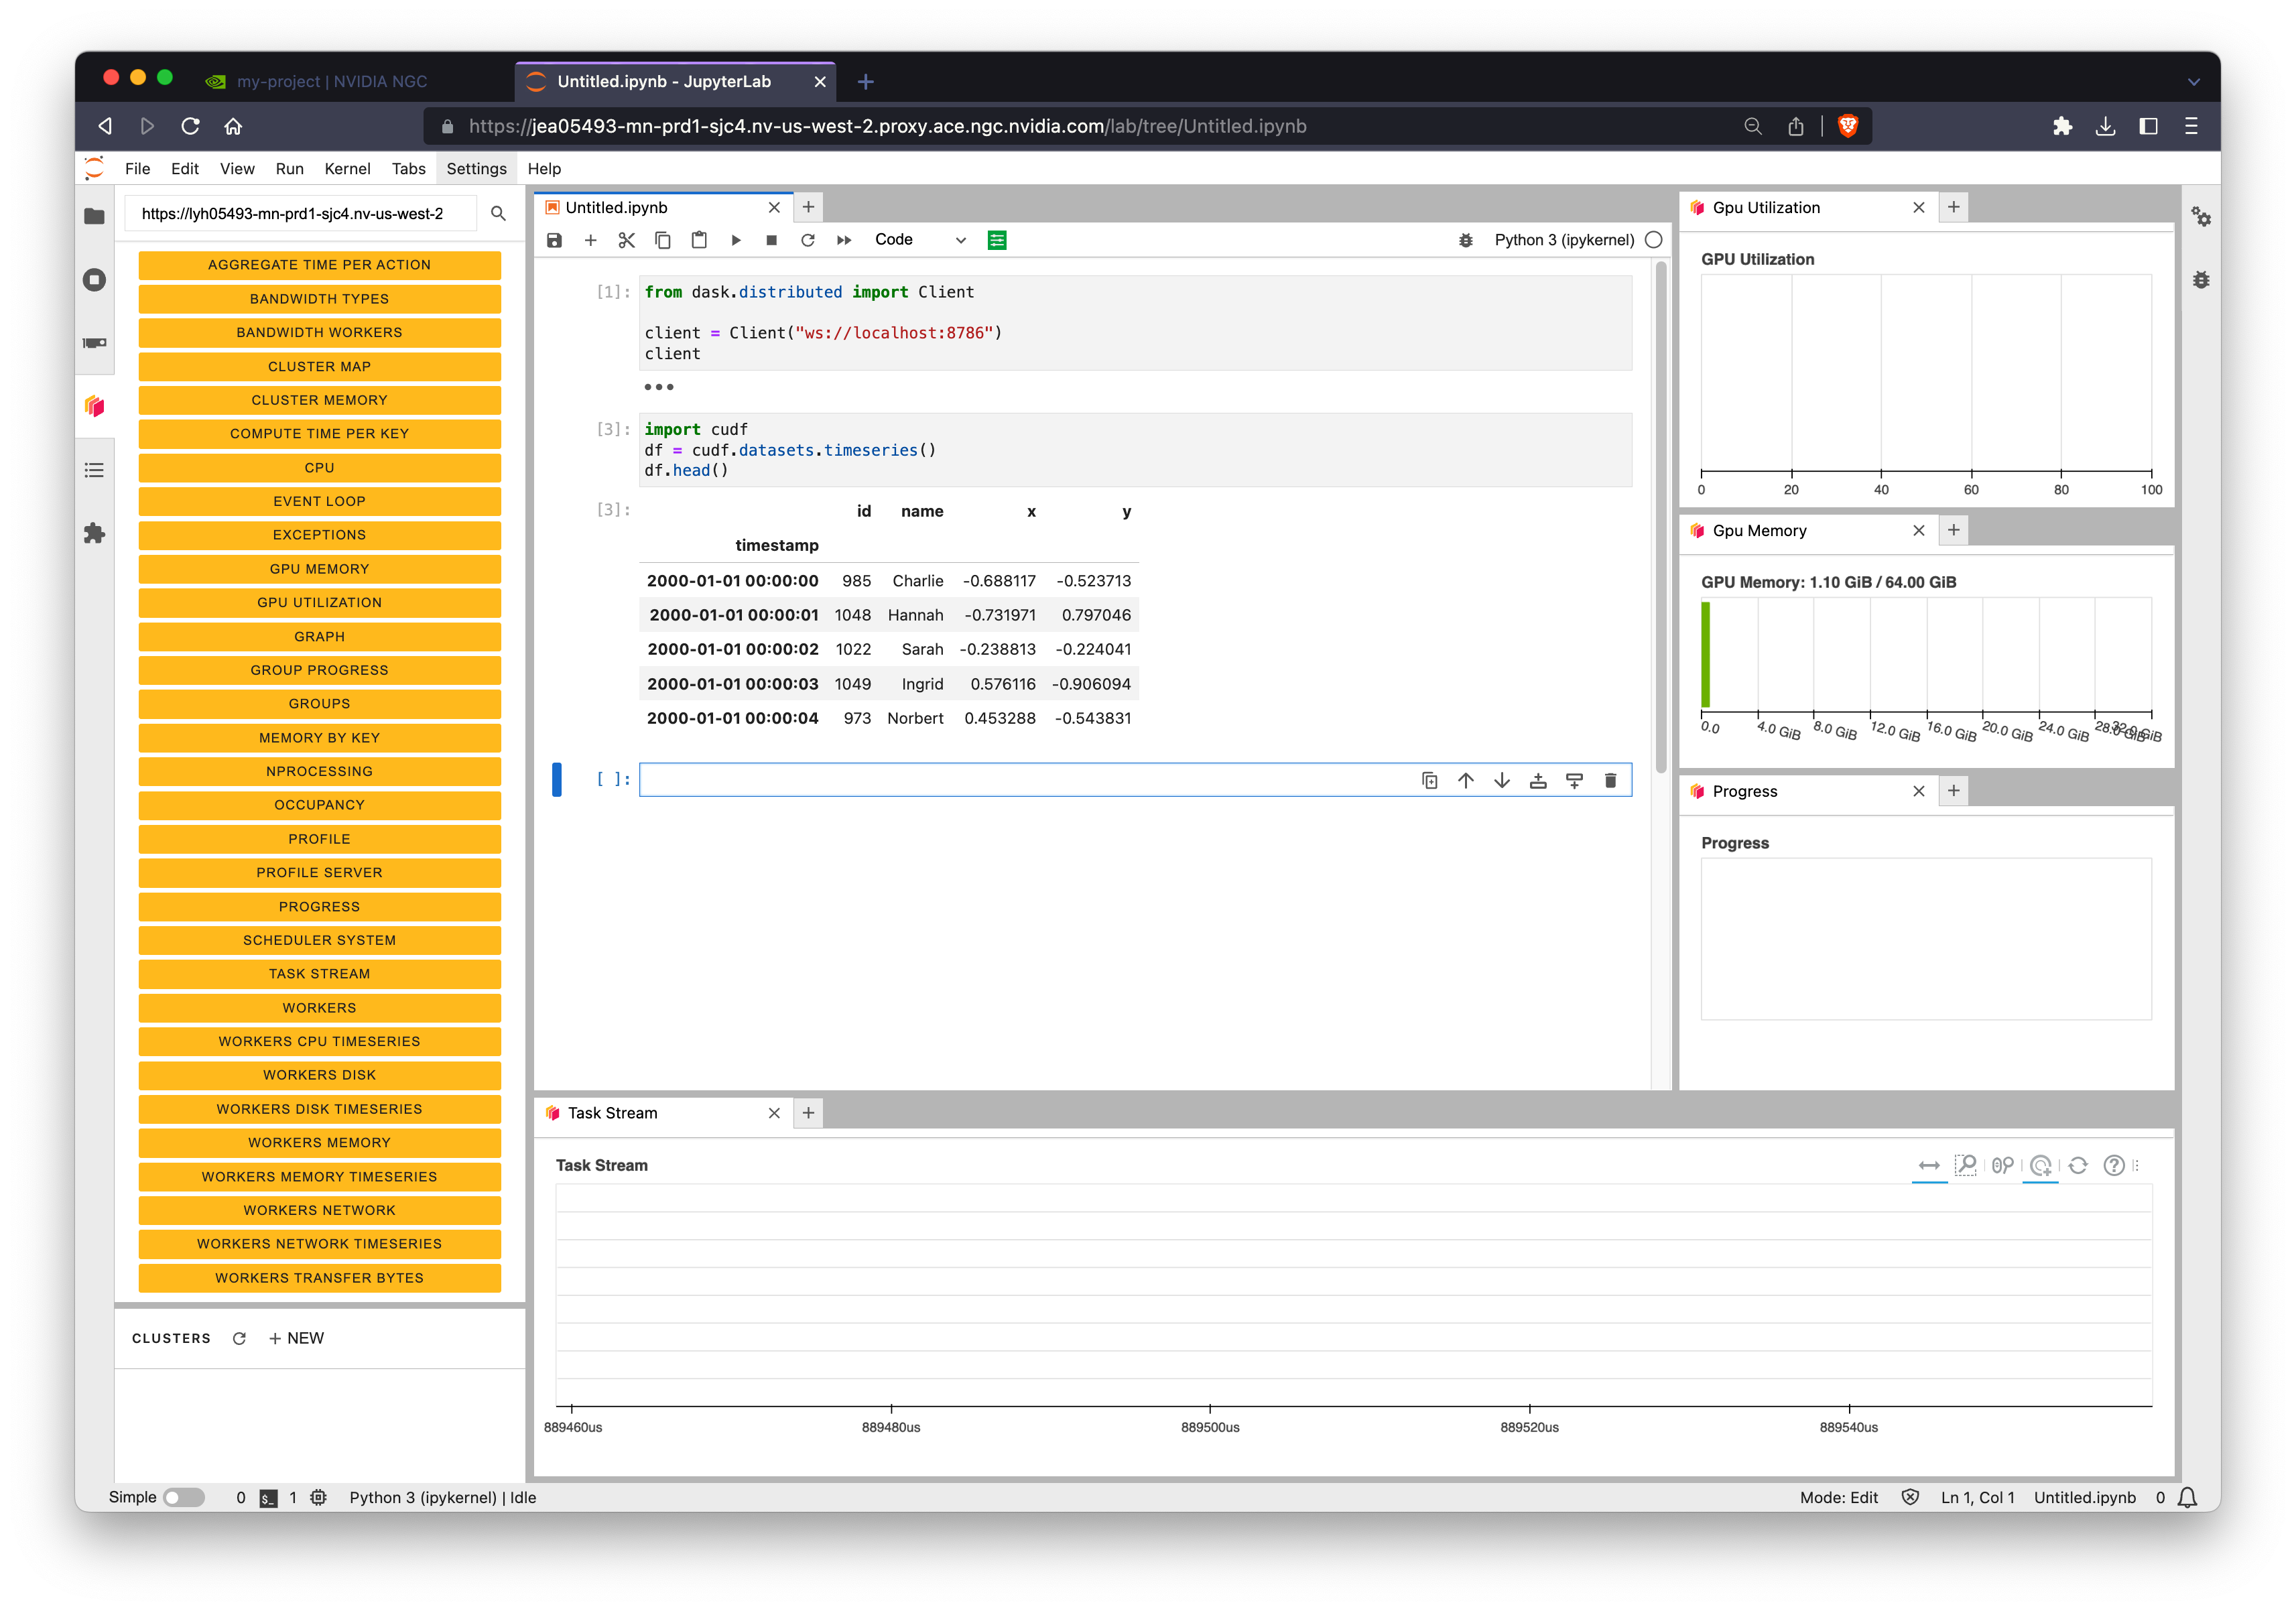 my-project | NVIDIA NGC
Untitled.ipynb - JupyterLab
https://jea05493-mn-prd1-sjc4.nv-us-west-2.proxy.ace.ngc.nvidia.com/lab/tree/Untitled.ipynb
File Edit View Run Kernel Tabs Settings Help
https://lyh05493-mn-prd1-sjc4.nv-us-west-2
AGGREGATE TIME PER ACTION
BANDWIDTH TYPES
BANDWIDTH WORKERS
CLUSTER MAP
CLUSTER MEMORY
COMPUTE TIME PER KEY
CPU
EVENT LOOP
EXCEPTIONS
GPU MEMORY
GPU UTILIZATION
GRAPH
GROUP PROGRESS
GROUPS
MEMORY BY KEY
NPROCESSING
OCCUPANCY
PROFILE
PROFILE SERVER
PROGRESS
SCHEDULER SYSTEM
TASK STREAM
WORKERS
WORKERS CPU TIMESERIES
WORKERS DISK
WORKERS DISK TIMESERIES
WORKERS MEMORY
WORKERS MEMORY TIMESERIES
WORKERS NETWORK
WORKERS NETWORK TIMESERIES
WORKERS TRANSFER BYTES
CLUSTERS + NEW
Untitled.ipynb
Code
Python 3 (ipykernel)
[1]: from dask.distributed import Client
client = Client("ws://localhost:8786")
client
[3]: import cudf
df = cudf.datasets.timeseries()
df.head()
[3]: id name x y
timestamp
2000-01-01 00:00:00 985 Charlie -0.688117 -0.523713
2000-01-01 00:00:01 1048 Hannah -0.731971 0.797046
2000-01-01 00:00:02 1022 Sarah -0.238813 -0.224041
2000-01-01 00:00:03 1049 Ingrid 0.576116 -0.906094
2000-01-01 00:00:04 973 Norbert 0.453288 -0.543831
[ ]:
Gpu Utilization
GPU Utilization
0 20 40 60 80 100
Gpu Memory
GPU Memory: 1.10 GiB / 64.00 GiB
0.0 4.0 GiB 8.0 GiB 12.0 GiB 16.0 GiB 20.0 GiB 24.0 GiB 28.0 GiB 32.0 GiB
Progress
Progress
Task Stream
Task Stream
889460us 889480us 889500us 889520us 889540us
Simple 0 $_ 1 Python 3 (ipykernel) | Idle
Mode: Edit Ln 1, Col 1 Untitled.ipynb 0